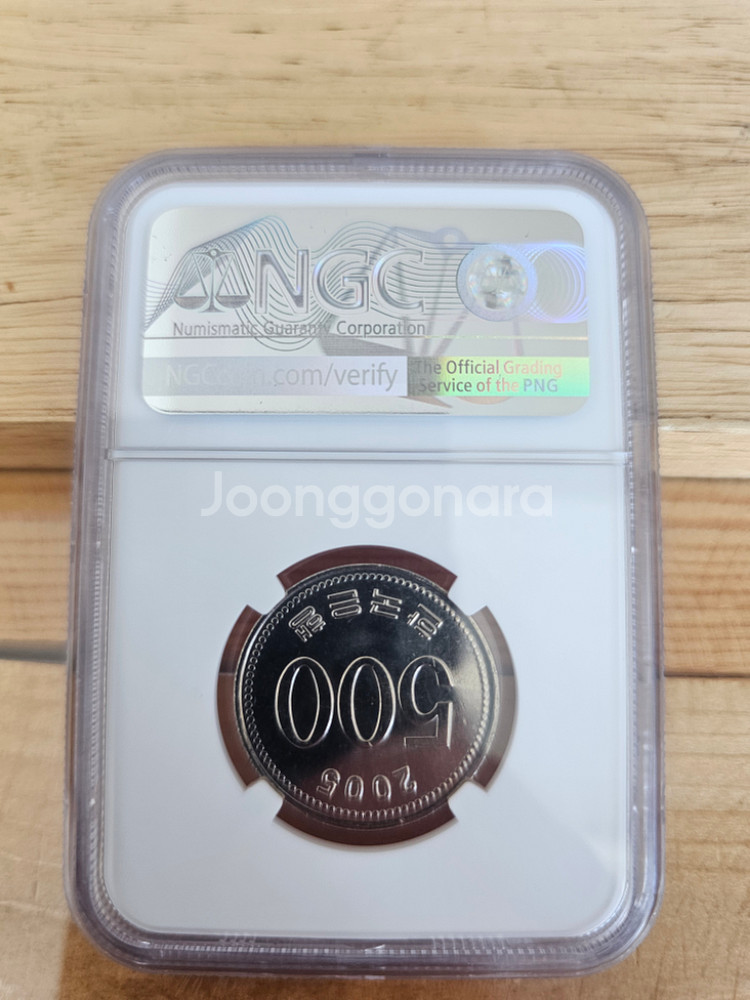 NGC
Numismatic Guaranty Corporation
NGCcoin.com/verify
The Official Grading
Service of the PNG
Joonggonara
2005
500
한국은행